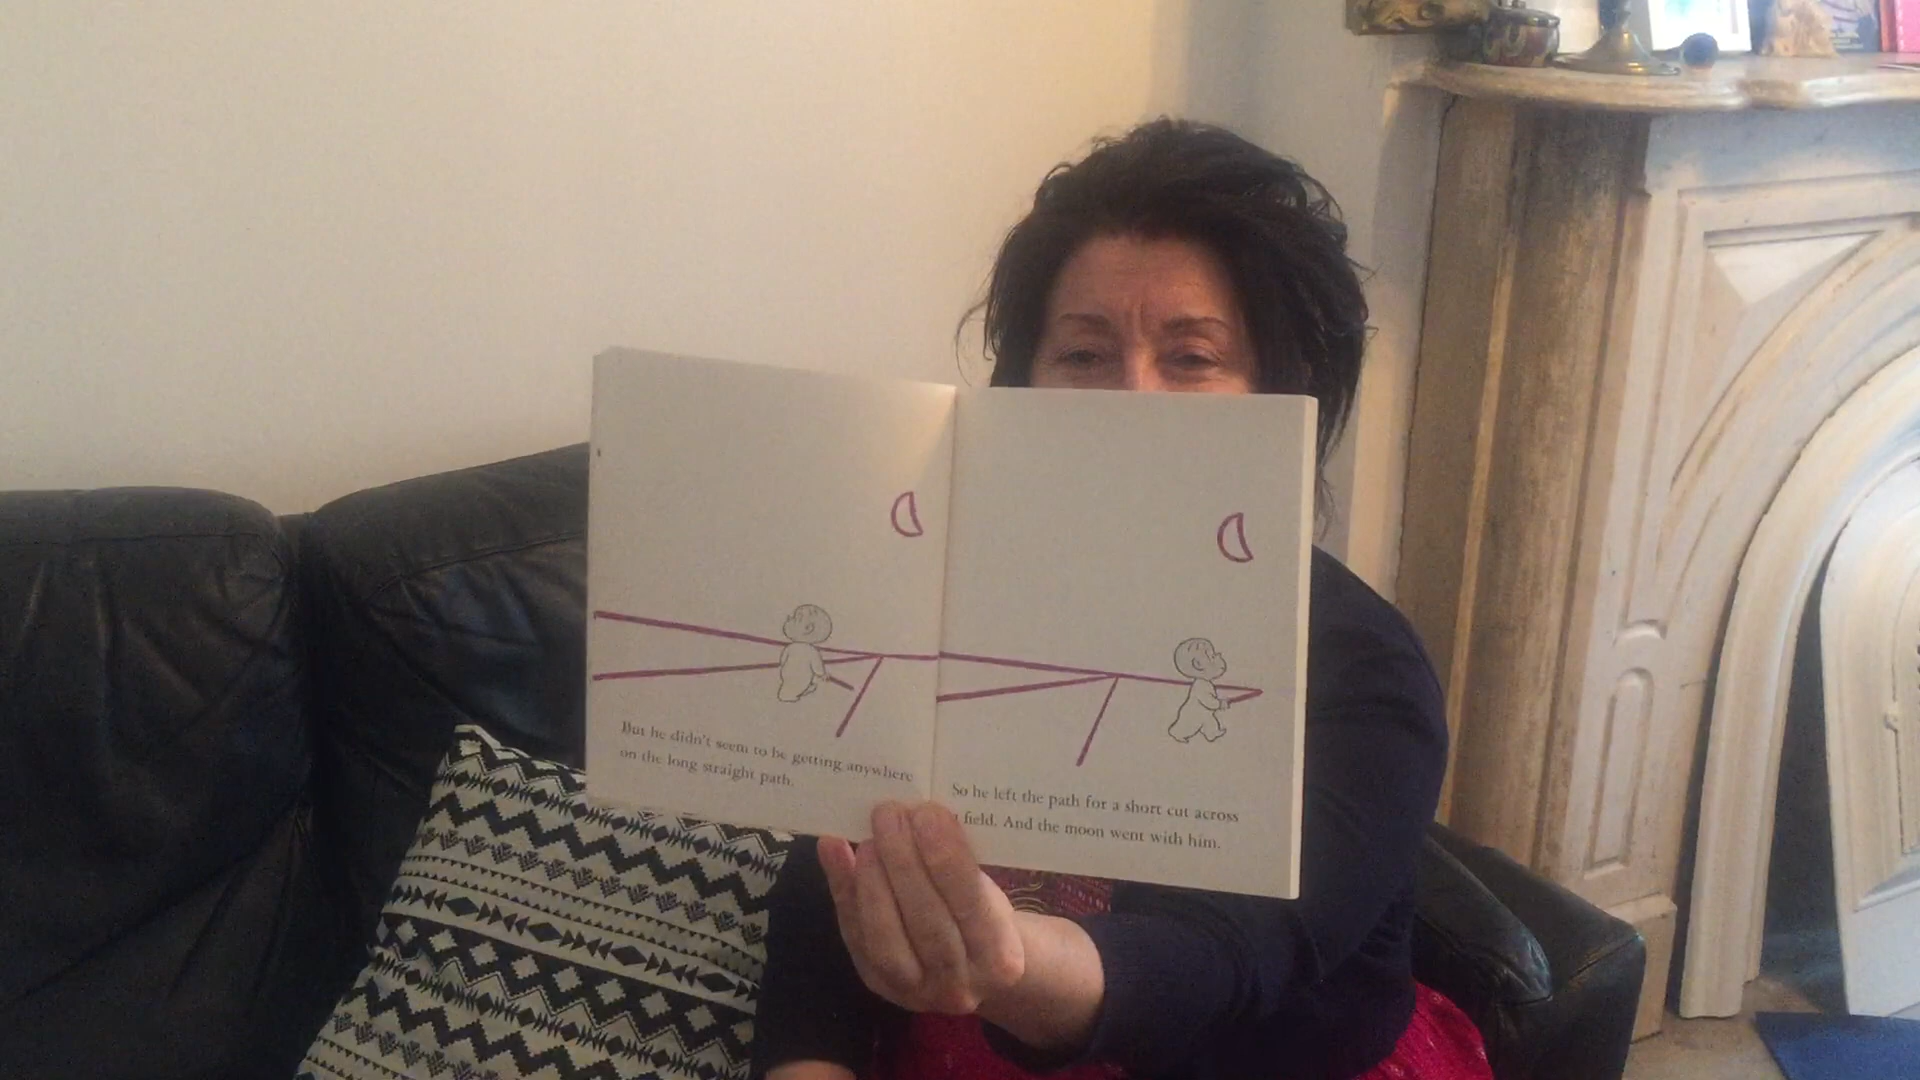 But he didn't seem to be getting anywhere
on the long straight path.
So he left the path for a short cut across
field. And the moon went with him.